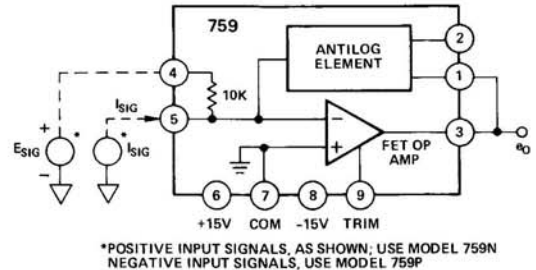 759
ANTILOG
ELEMENT
2
1
4
10K
ISIG
5
*
+
ESIG
-
*
ISIG
-
+
FET OP
AMP
3
eO
6
7
8
9
+15V
COM
-15V
TRIM
*POSITIVE INPUT SIGNALS, AS SHOWN; USE MODEL 759N
NEGATIVE INPUT SIGNALS, USE MODEL 759P